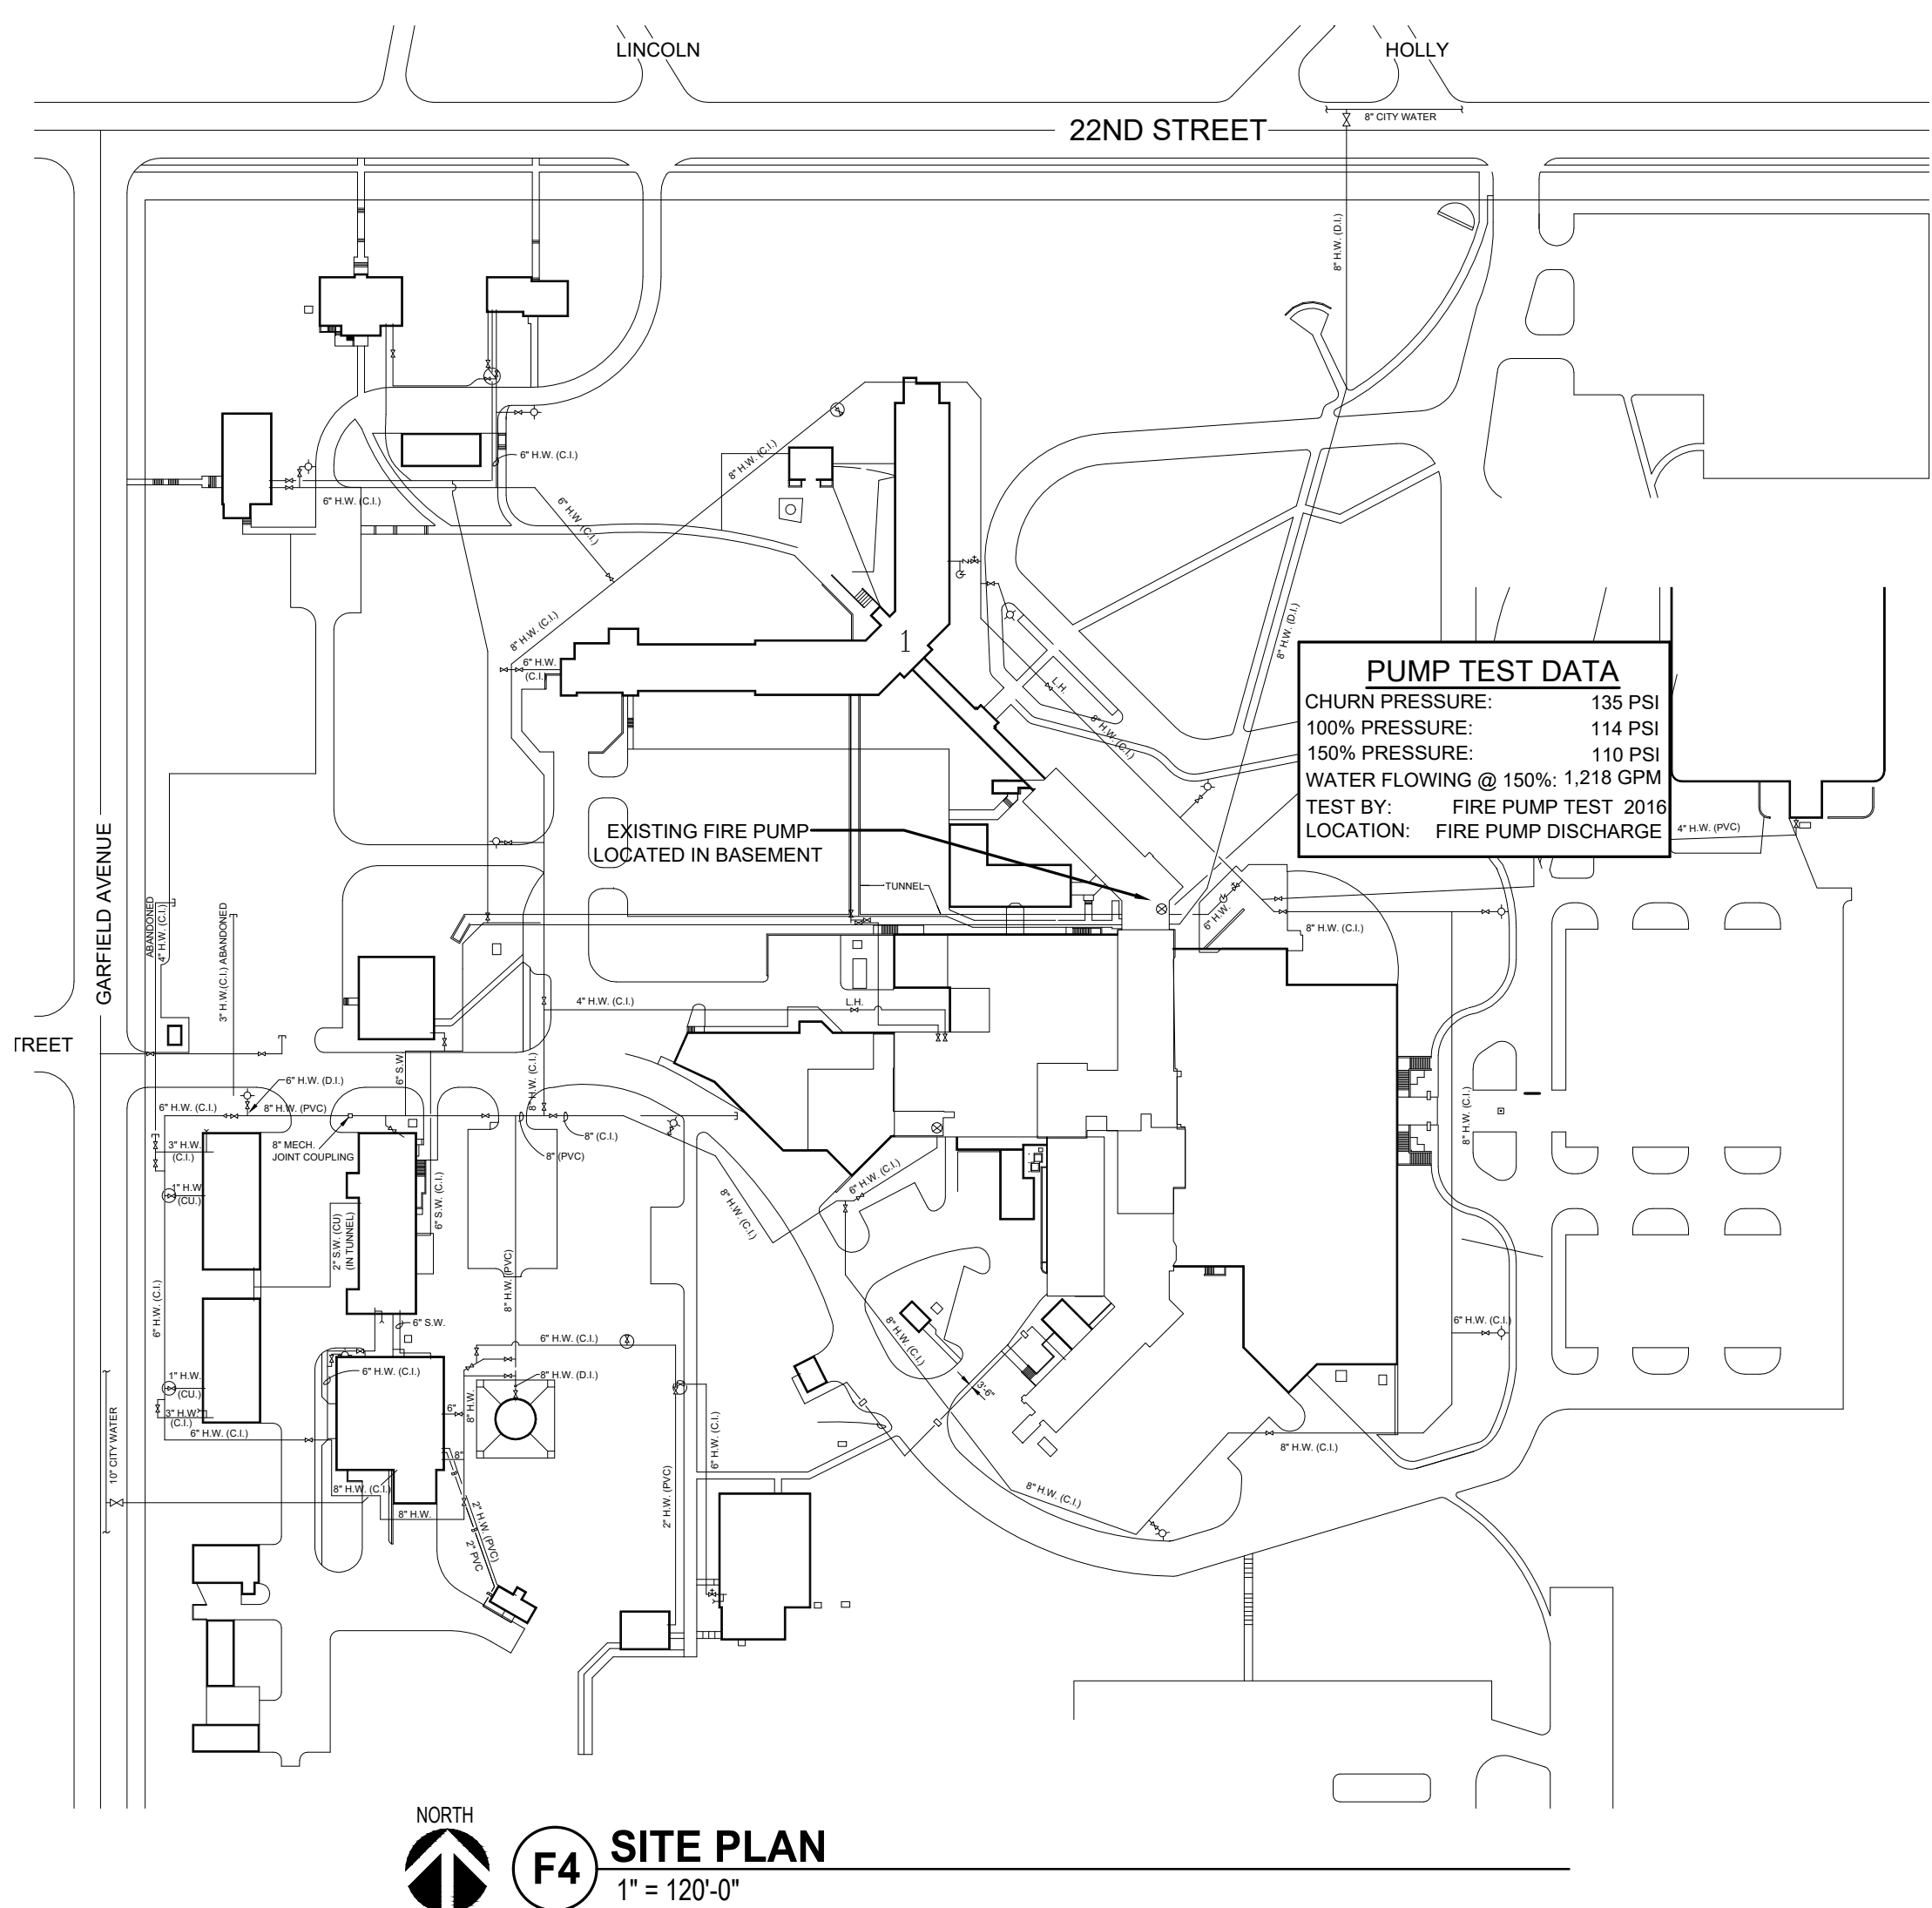 LINCOLN
HOLLY
22ND STREET
8" CITY WATER
8" H.W. (D.I.)
6" H.W. (C.I.)
8" H.W. (C.I.)
6" H.W. (C.I.)
6" H.W. (C.I.)
8" H.W. (C.I.)
6" H.W.
(C.I.)
1
L.H.
8" H.W. (C.I.)
8" H.W. (D.I.)
PUMP TEST DATA
CHURN PRESSURE: 135 PSI
100% PRESSURE: 114 PSI
150% PRESSURE: 110 PSI
WATER FLOWING @ 150%: 1,218 GPM
TEST BY: FIRE PUMP TEST 2016
LOCATION: FIRE PUMP DISCHARGE
4" H.W. (PVC)
EXISTING FIRE PUMP
LOCATED IN BASEMENT
TUNNEL
6" H.W.
8" H.W. (C.I.)
GARFIELD AVENUE
ABANDONED
4" H.W. (C.I.)
3" H.W.(C.I.) ABANDONED
4" H.W. (C.I.)
L.H.
TREET
6" S.W.
8" H.W. (C.I.)
6" H.W. (D.I.)
6" H.W. (C.I.)
8" H.W. (PVC)
8" MECH.
JOINT COUPLING
8" (C.I.)
8" (PVC)
3" H.W.
(C.I.)
1" H.W.
(CU.)
2" S.W. (CU)
(IN TUNNEL)
6" S.W. (C.I.)
8" H.W. (C.I.)
6" H.W. (C.I.)
8" H.W. (C.I.)
8" H.W. (PVC)
6" H.W. (C.I.)
6" S.W.
6" H.W. (C.I.)
8" H.W. (C.I.)
6" H.W. (C.I.)
6" H.W. (C.I.)
8" H.W. (D.I.)
1" H.W.
(CU.)
3" H.W.
(C.I.)
6" H.W. (C.I.)
6"
8" H.W.
8"
3'-6"
10" CITY WATER
6" H.W. (C.I.)
8" H.W. (C.I.)
8" H.W. (C.I.)
8" H.W.
2" H.W. (PVC)
2" PVC
2" H.W. (PVC)
8" H.W. (C.I.)
NORTH
F4
SITE PLAN
1" = 120'-0"